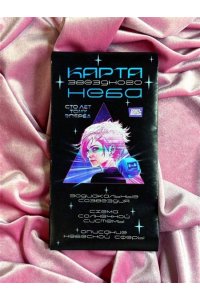 КАРТА
ЗВЕЗДНОГО
НЕБА
СТО ЛЕТ
ТОМУ
ВПЕРЁД
ЗОДИАКАЛЬНЫЕ
СОЗВЕЗДИЯ
СХЕМА
СОЛНЕЧНОЙ
СИСТЕМЫ
ОПИСАНИЕ
НЕБЕСНОЙ СФЕРЫ